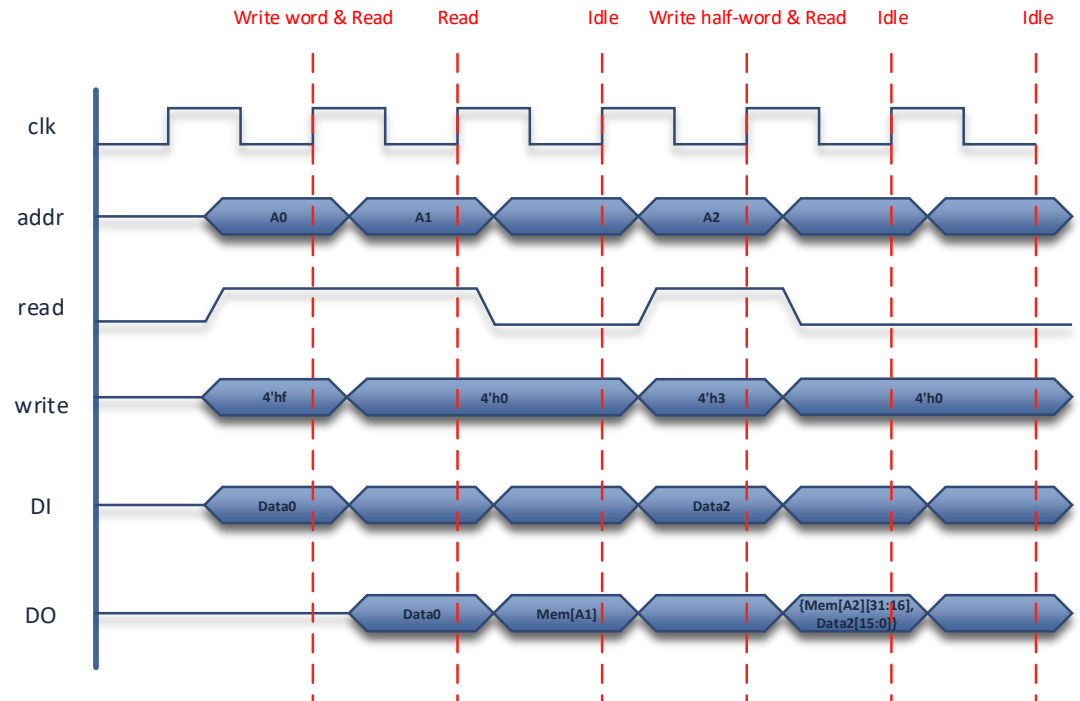 Write word & Read
Read
Idle
Write half-word & Read
Idle
Idle
clk
addr
A0
A1
A2
read
write
4'hf
4'h0
4'h3
4'h0
DI
Data0
Data2
DO
Data0
Mem[A1]
{Mem[A2][31:16],
Data2[15:0]}